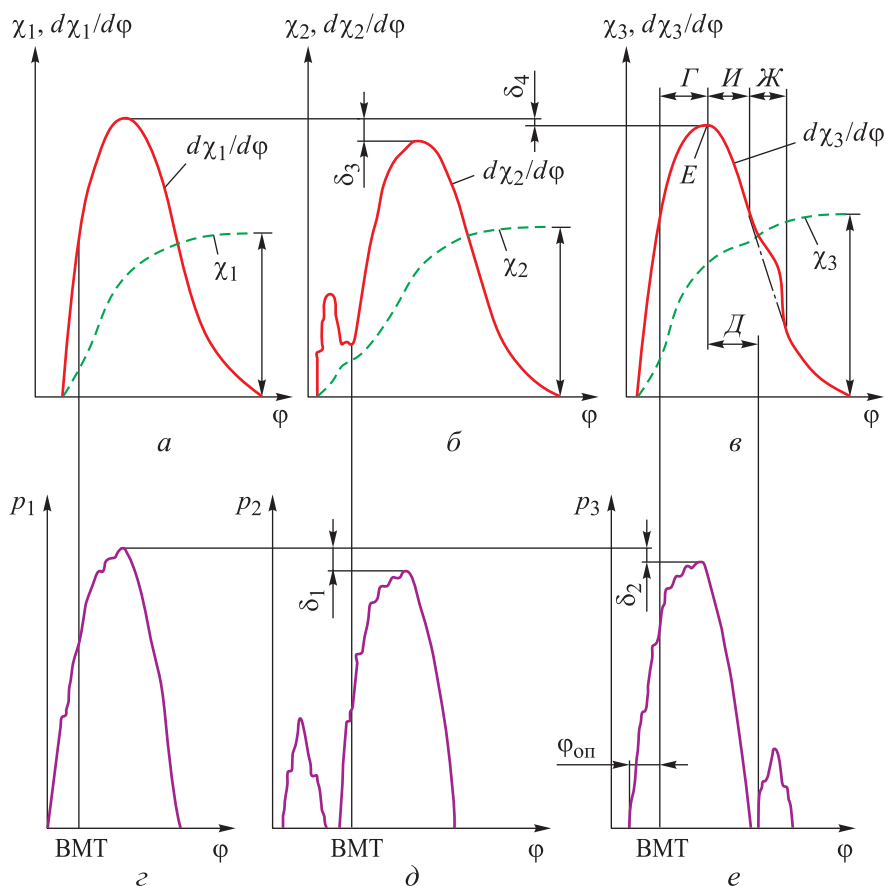 χ₁, dχ₁/dφ
χ₂, dχ₂/dφ
χ₃, dχ₃/dφ
Г
И
Ж
δ₄
dχ₁/dφ
δ₃
dχ₂/dφ
E
dχ₃/dφ
χ₁
χ₂
χ₃
Д
φ
φ
φ
а
б
в
p₁
p₂
p₃
δ₁
δ₂
φоп
ВМТ
φ
ВМТ
φ
ВМТ
φ
г
д
е